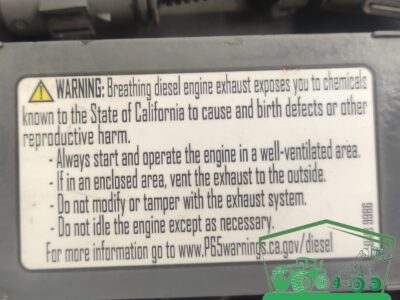 WARNING: Breathing diesel engine exhaust exposes you to chemicals
known to the State of California to cause and birth defects or other
reproductive harm.
- Always start and operate the engine in a well-ventilated area.
- If in an enclosed area, vent the exhaust to the outside.
- Do not modify or tamper with the exhaust system.
- Do not idle the engine except as necessary.
For more information go to www.P65warnings.ca.gov/diesel